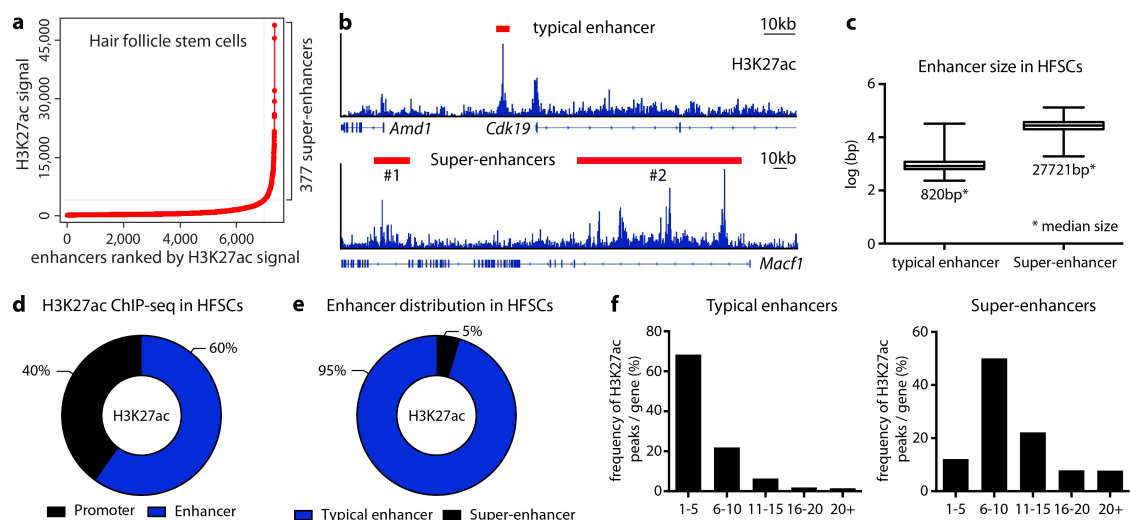 a
Hair follicle stem cells
H3K27ac signal
45,000
30,000
15,000
0
0 2,000 4,000 6,000
enhancers ranked by H3K27ac signal
377 super-enhancers
b
typical enhancer
10kb
H3K27ac
Amd1
Cdk19
Super-enhancers
10kb
#1
#2
Macf1
c
Enhancer size in HFSCs
log (bp)
6
4
2
0
820bp*
27721bp*
* median size
typical enhancer
Super-enhancer
d
H3K27ac ChIP-seq in HFSCs
60%
40%
H3K27ac
Promoter
Enhancer
e
Enhancer distribution in HFSCs
5%
95%
H3K27ac
Typical enhancer
Super-enhancer
f
Typical enhancers
frequency of H3K27ac
peaks / gene (%)
80
60
40
20
0
1-5 6-10 11-15 16-20 20+
Super-enhancers
frequency of H3K27ac
peaks / gene (%)
60
40
20
0
1-5 6-10 11-15 16-20 20+